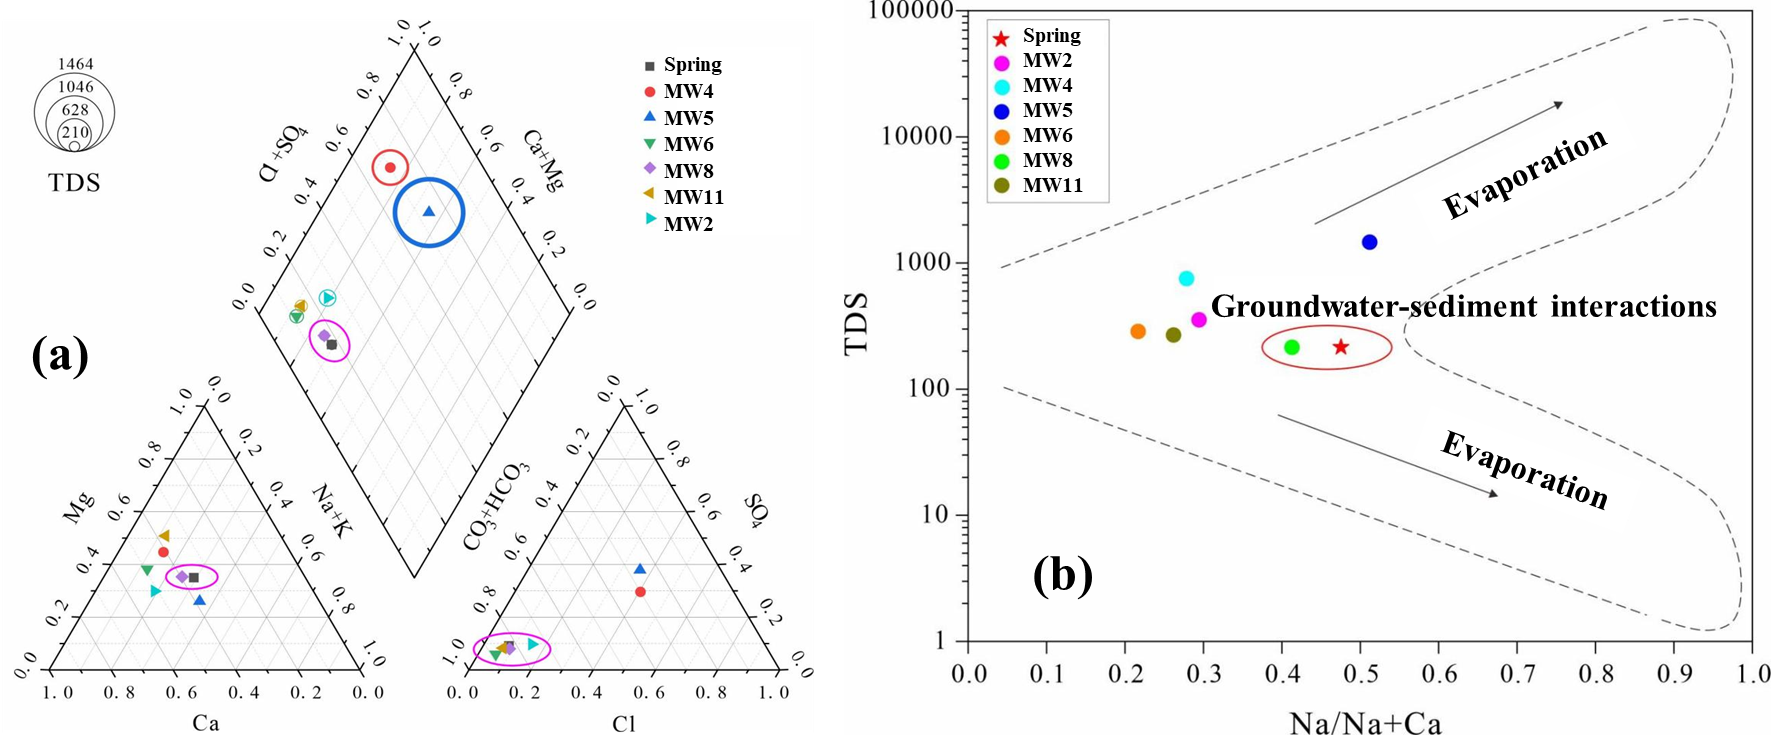 1464
1046
628
210
TDS
Spring
MW4
MW5
MW6
MW8
MW11
MW2
1.0 1.0
0.8 0.8
0.6 0.6
0.4 0.4
0.2 0.2
0.0 0.0
Cl+SO4
Ca+Mg
(a)
1.0 0.0
0.8 0.2
0.6 0.4
0.4 0.6
0.2 0.8
0.0 1.0
Mg
Na+K
1.0 0.8 0.6 0.4 0.2 0.0
Ca
0.0 1.0
0.2 0.8
0.4 0.6
0.6 0.4
0.8 0.2
1.0 0.0
CO3+HCO3
SO4
0.0 0.2 0.4 0.6 0.8 1.0
Cl
100000
10000
1000
100
10
1
TDS
Spring
MW2
MW4
MW5
MW6
MW8
MW11
Evaporation
Groundwater-sediment interactions
Evaporation
(b)
0.0 0.1 0.2 0.3 0.4 0.5 0.6 0.7 0.8 0.9 1.0
Na/Na+Ca